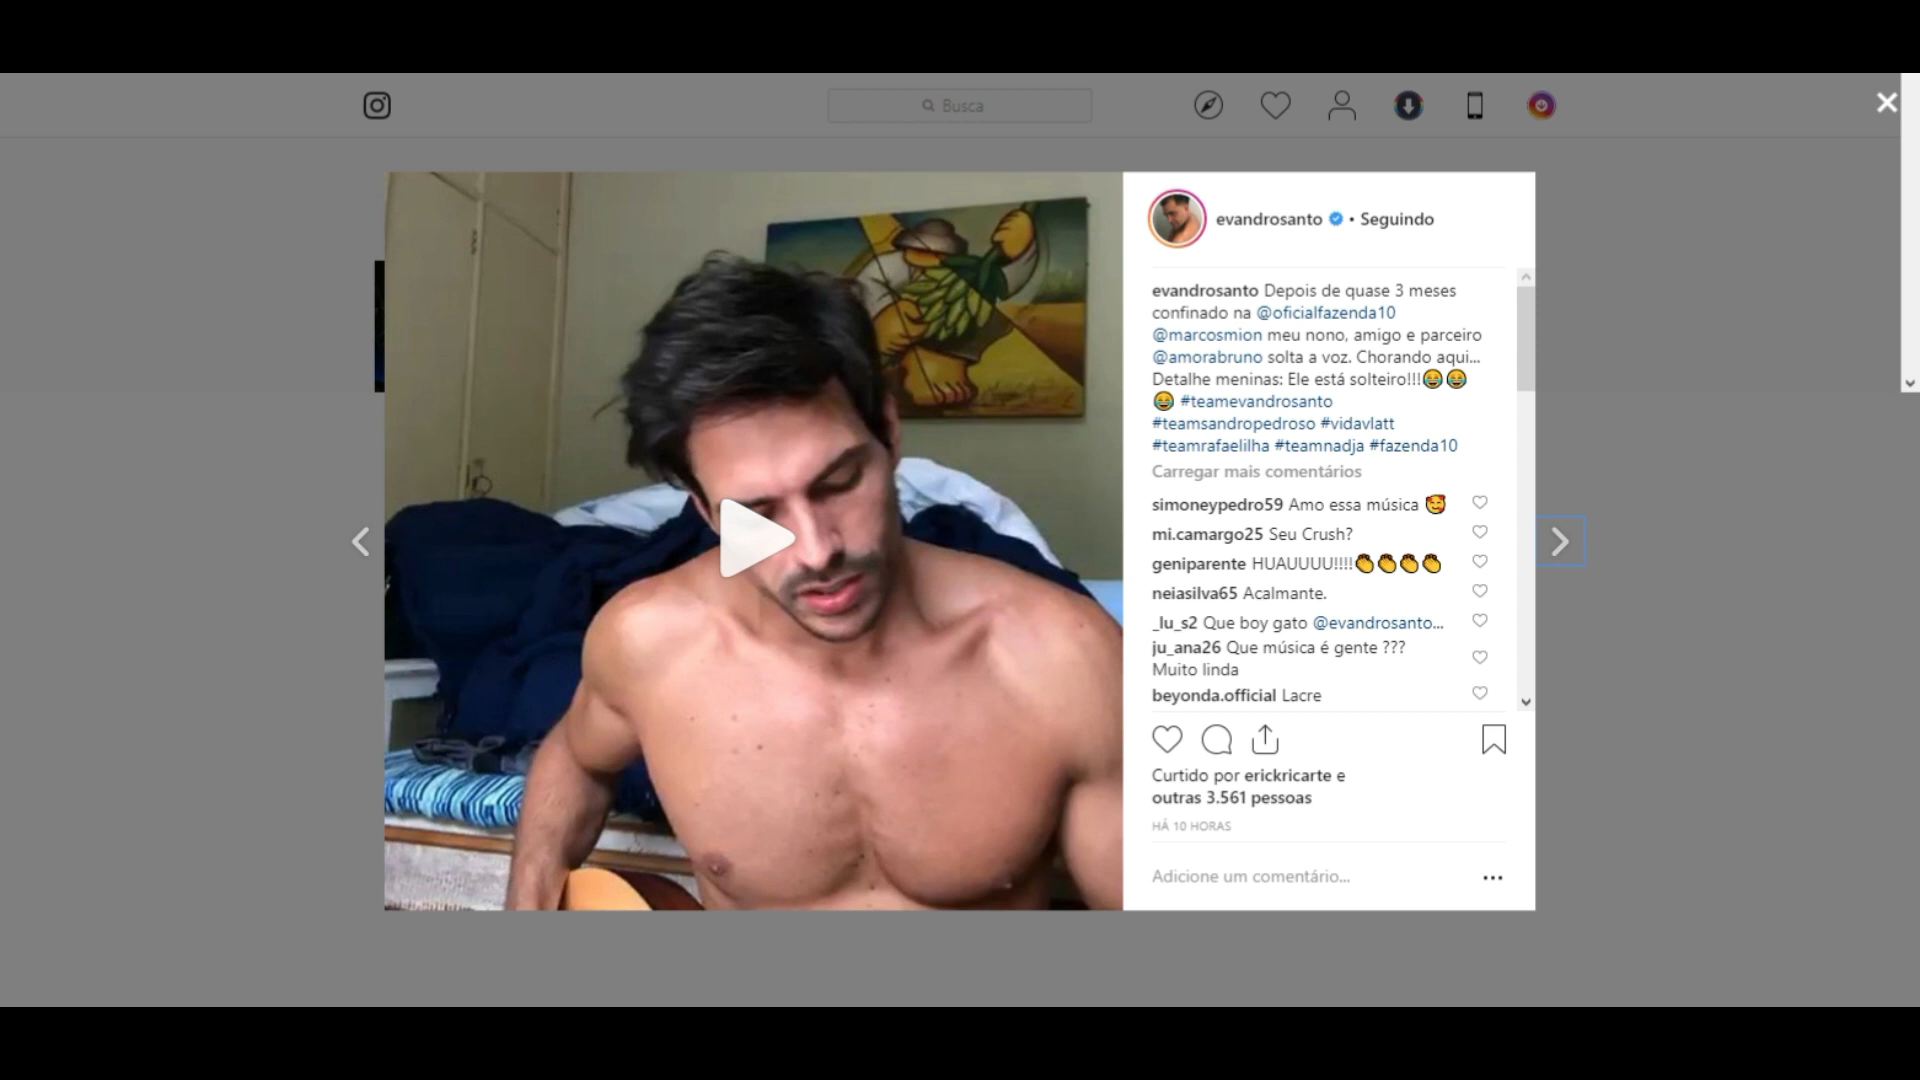 Busca
evandrosanto • Seguindo
evandrosanto Depois de quase 3 meses
confinado na @oficialfazenda10
@marcosmion meu nono, amigo e parceiro
@amorabruno solta a voz. Chorando aqui...
Detalhe meninas: Ele está solteiro!!!😂😂
😂 #teamevandrosanto
#teamsandropedroso #vidavlatt
#teamrafaelilha #teamnadja #fazenda10
Carregar mais comentários
simoneypedro59 Amo essa música 🥰
mi.camargo25 Seu Crush?
geniparente HUAUUUU!!!!👏👏👏👏
neiasilva65 Acalmante.
_lu_s2 Que boy gato @evandrosanto...
ju_ana26 Que música é gente ???
Muito linda
beyonda.official Lacre
Curtido por erickricarte e
outras 3.561 pessoas
HÁ 10 HORAS
Adicione um comentário...